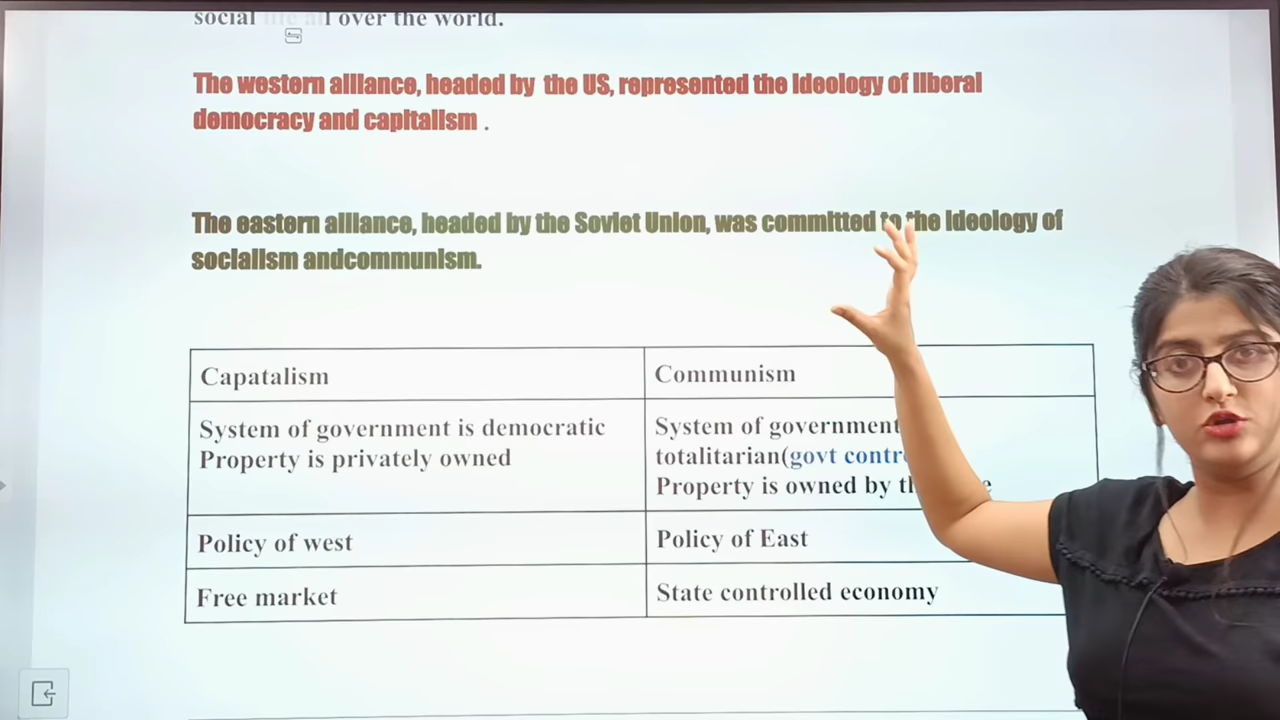 social life all over the world.
The western alliance, headed by the US, represented the ideology of liberal
democracy and capitalism .
The eastern alliance, headed by the Soviet Union, was committed to the ideology of
socialism andcommunism.
Capatalism
Communism
System of government is democratic
Property is privately owned
System of government
totalitarian(govt
Property is owned by
Policy of west
Policy of East
Free market
State controlled economy